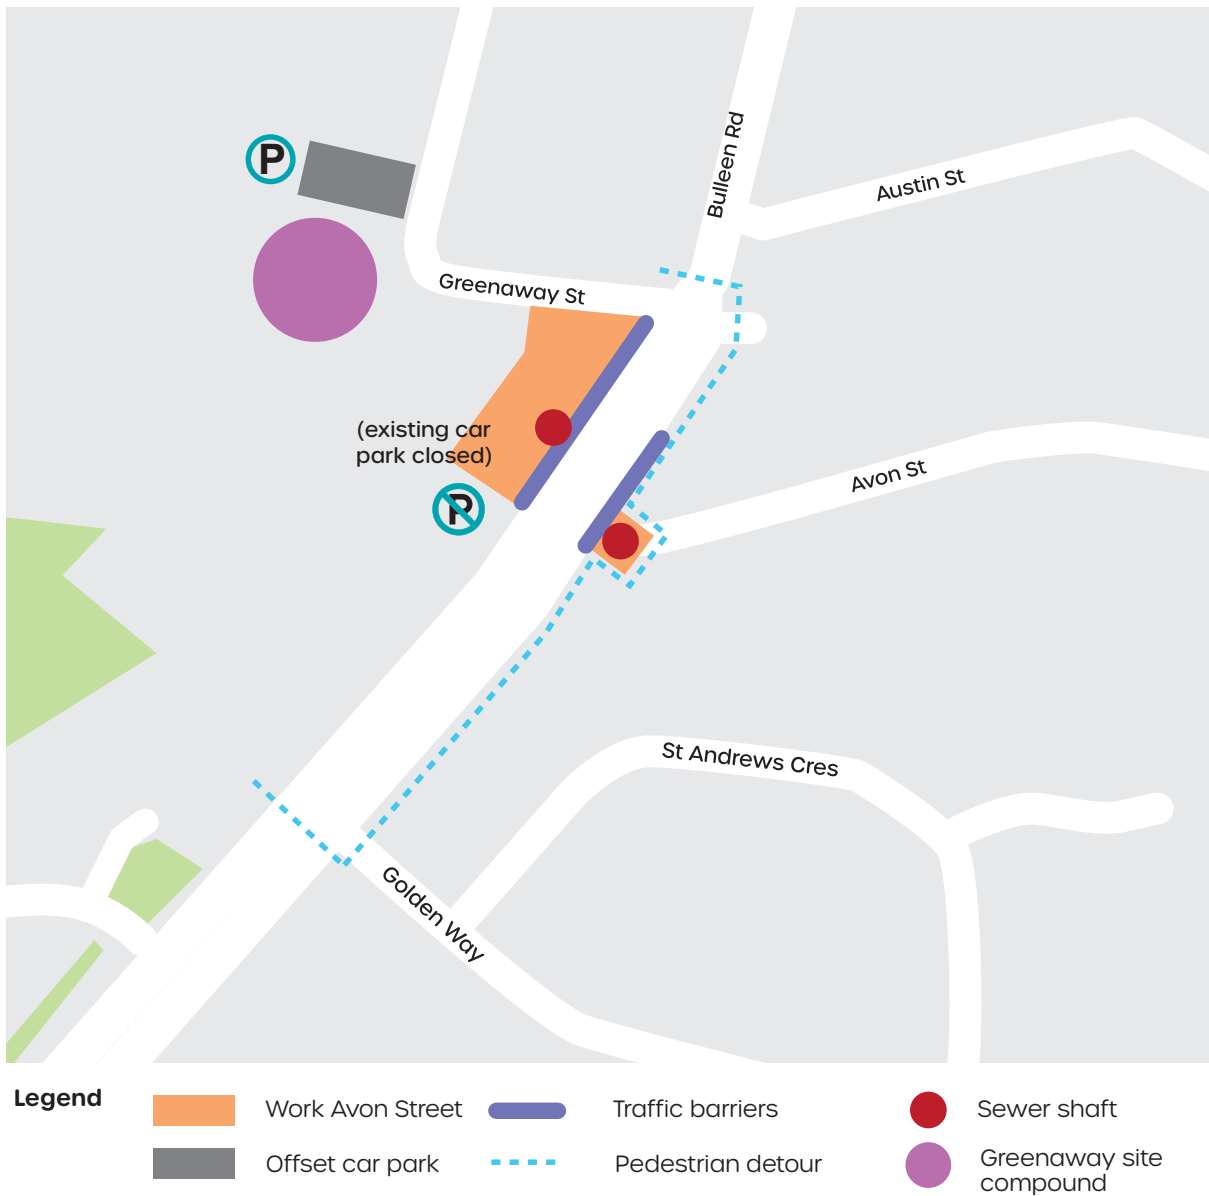 Bulleen Rd
Austin St
P
Greenaway St
(existing car
park closed)
P
Avon St
St Andrews Cres
Golden Way
Legend
Work Avon Street
Traffic barriers
Sewer shaft
Offset car park
Pedestrian detour
Greenaway site
compound